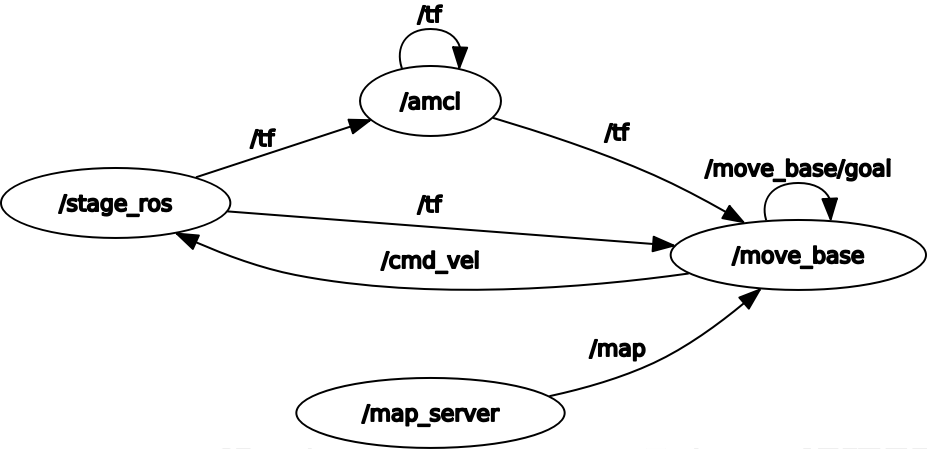 /tf
/amcl
/tf
/tf
/move_base/goal
/stage_ros
/tf
/move_base
/cmd_vel
/map
/map_server